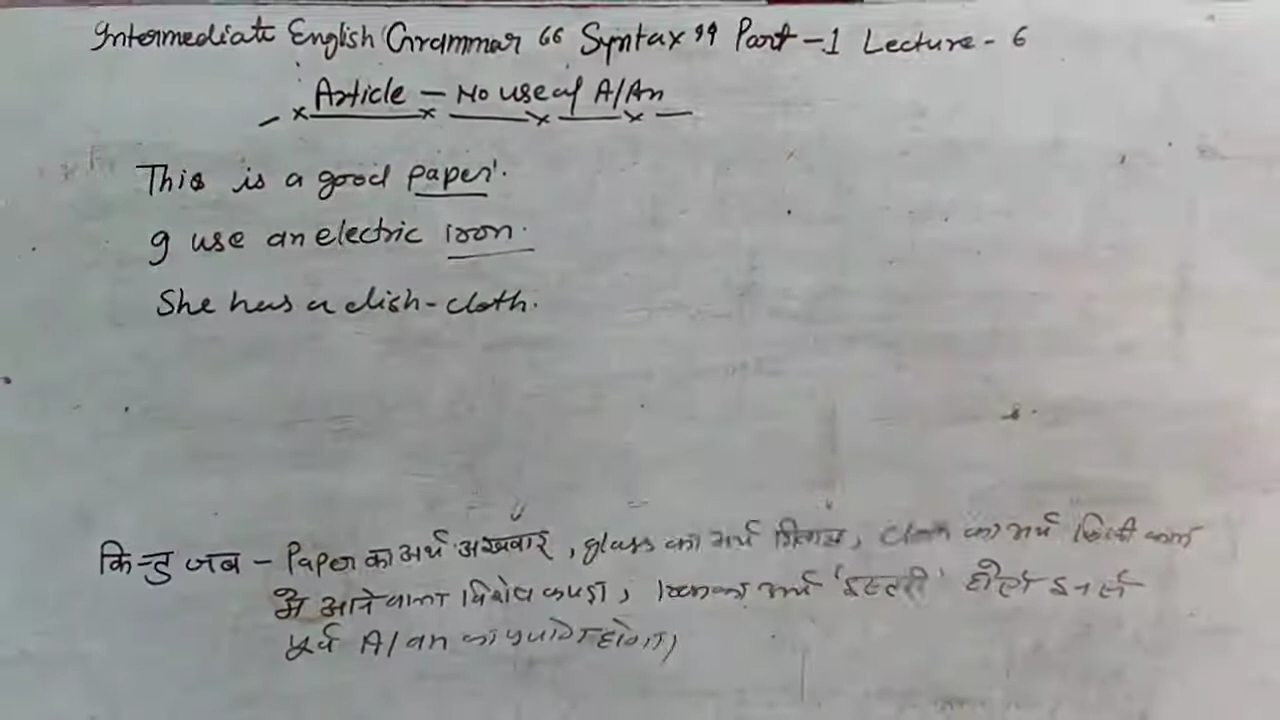 Intermediate English Grammar “ Syntax ” Part-1 Lecture - 6
Article – No use of A/An
This is a good paper.
I use an electric iron.
She has a dish-cloth.
किन्तु जब – Paper का अर्थ अखबार, glass का अर्थ गिलास, cloth का अर्थ किसी काम
मे आने वाला विशेष कपड़ा, iron का अर्थ 'इस्तरी' हो तो इनसे
पूर्व A/an का प्रयोग होगा।